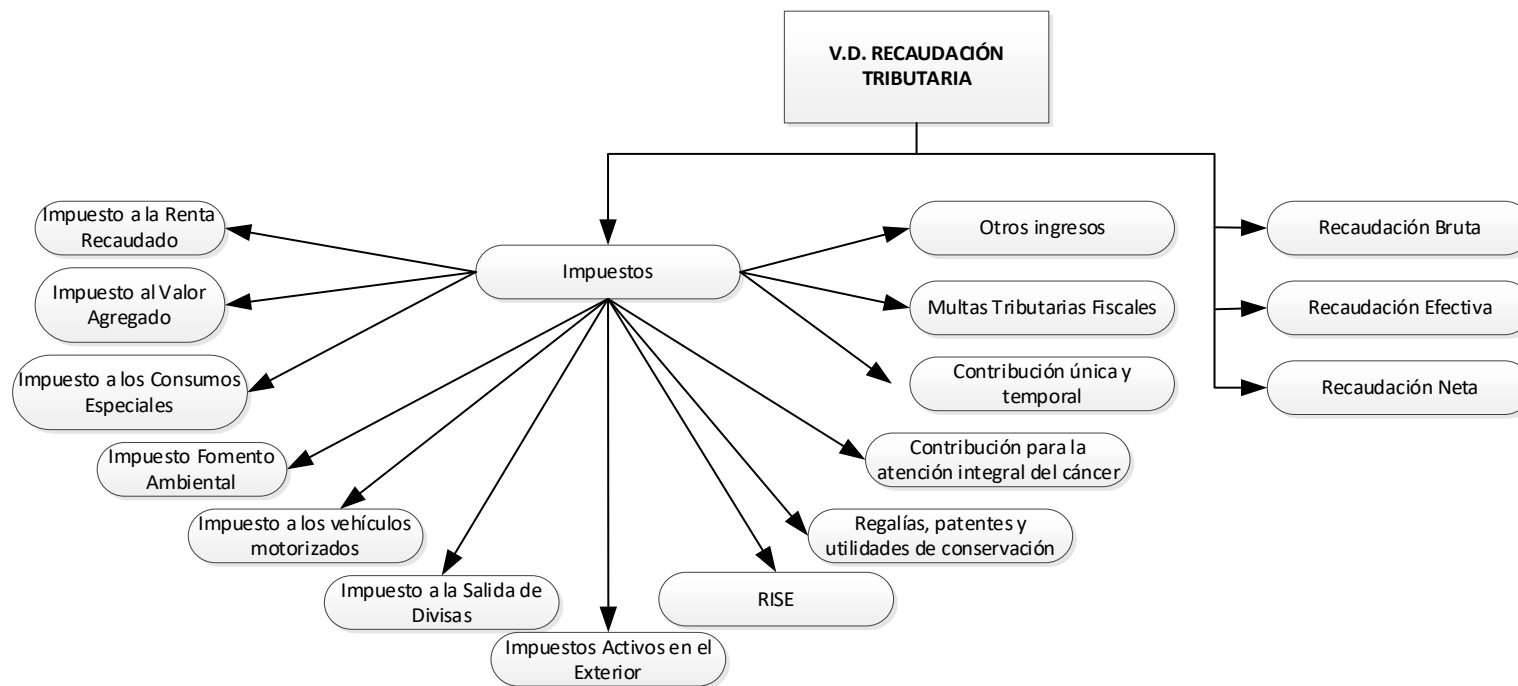 V.D. RECAUDACIÓN
TRIBUTARIA
Impuesto a la Renta
Recaudado
Impuestos
Otros ingresos
Recaudación Bruta
Impuesto al Valor
Agregado
Multas Tributarias Fiscales
Recaudación Efectiva
Impuesto a los Consumos
Especiales
Contribución única y
temporal
Recaudación Neta
Impuesto Fomento
Ambiental
Contribución para la
atención integral del cáncer
Impuesto a los vehículos
motorizados
Regalías, patentes y
utilidades de conservación
Impuesto a la Salida de
Divisas
RISE
Impuestos Activos en el
Exterior